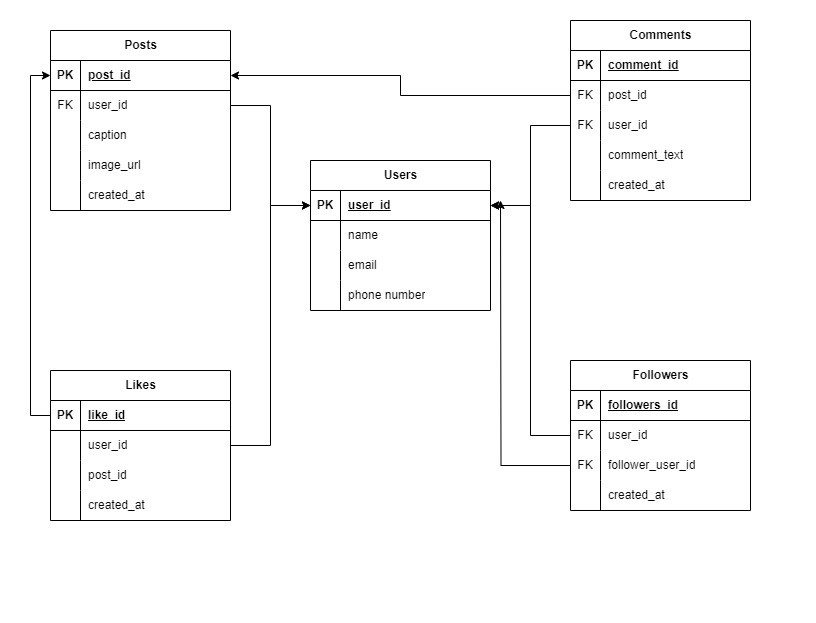 Posts
PK post_id
FK user_id
caption
image_url
created_at
Comments
PK comment_id
FK post_id
FK user_id
comment_text
created_at
Users
PK user_id
name
email
phone number
Likes
PK like_id
user_id
post_id
created_at
Followers
PK followers_id
FK user_id
FK follower_user_id
created_at